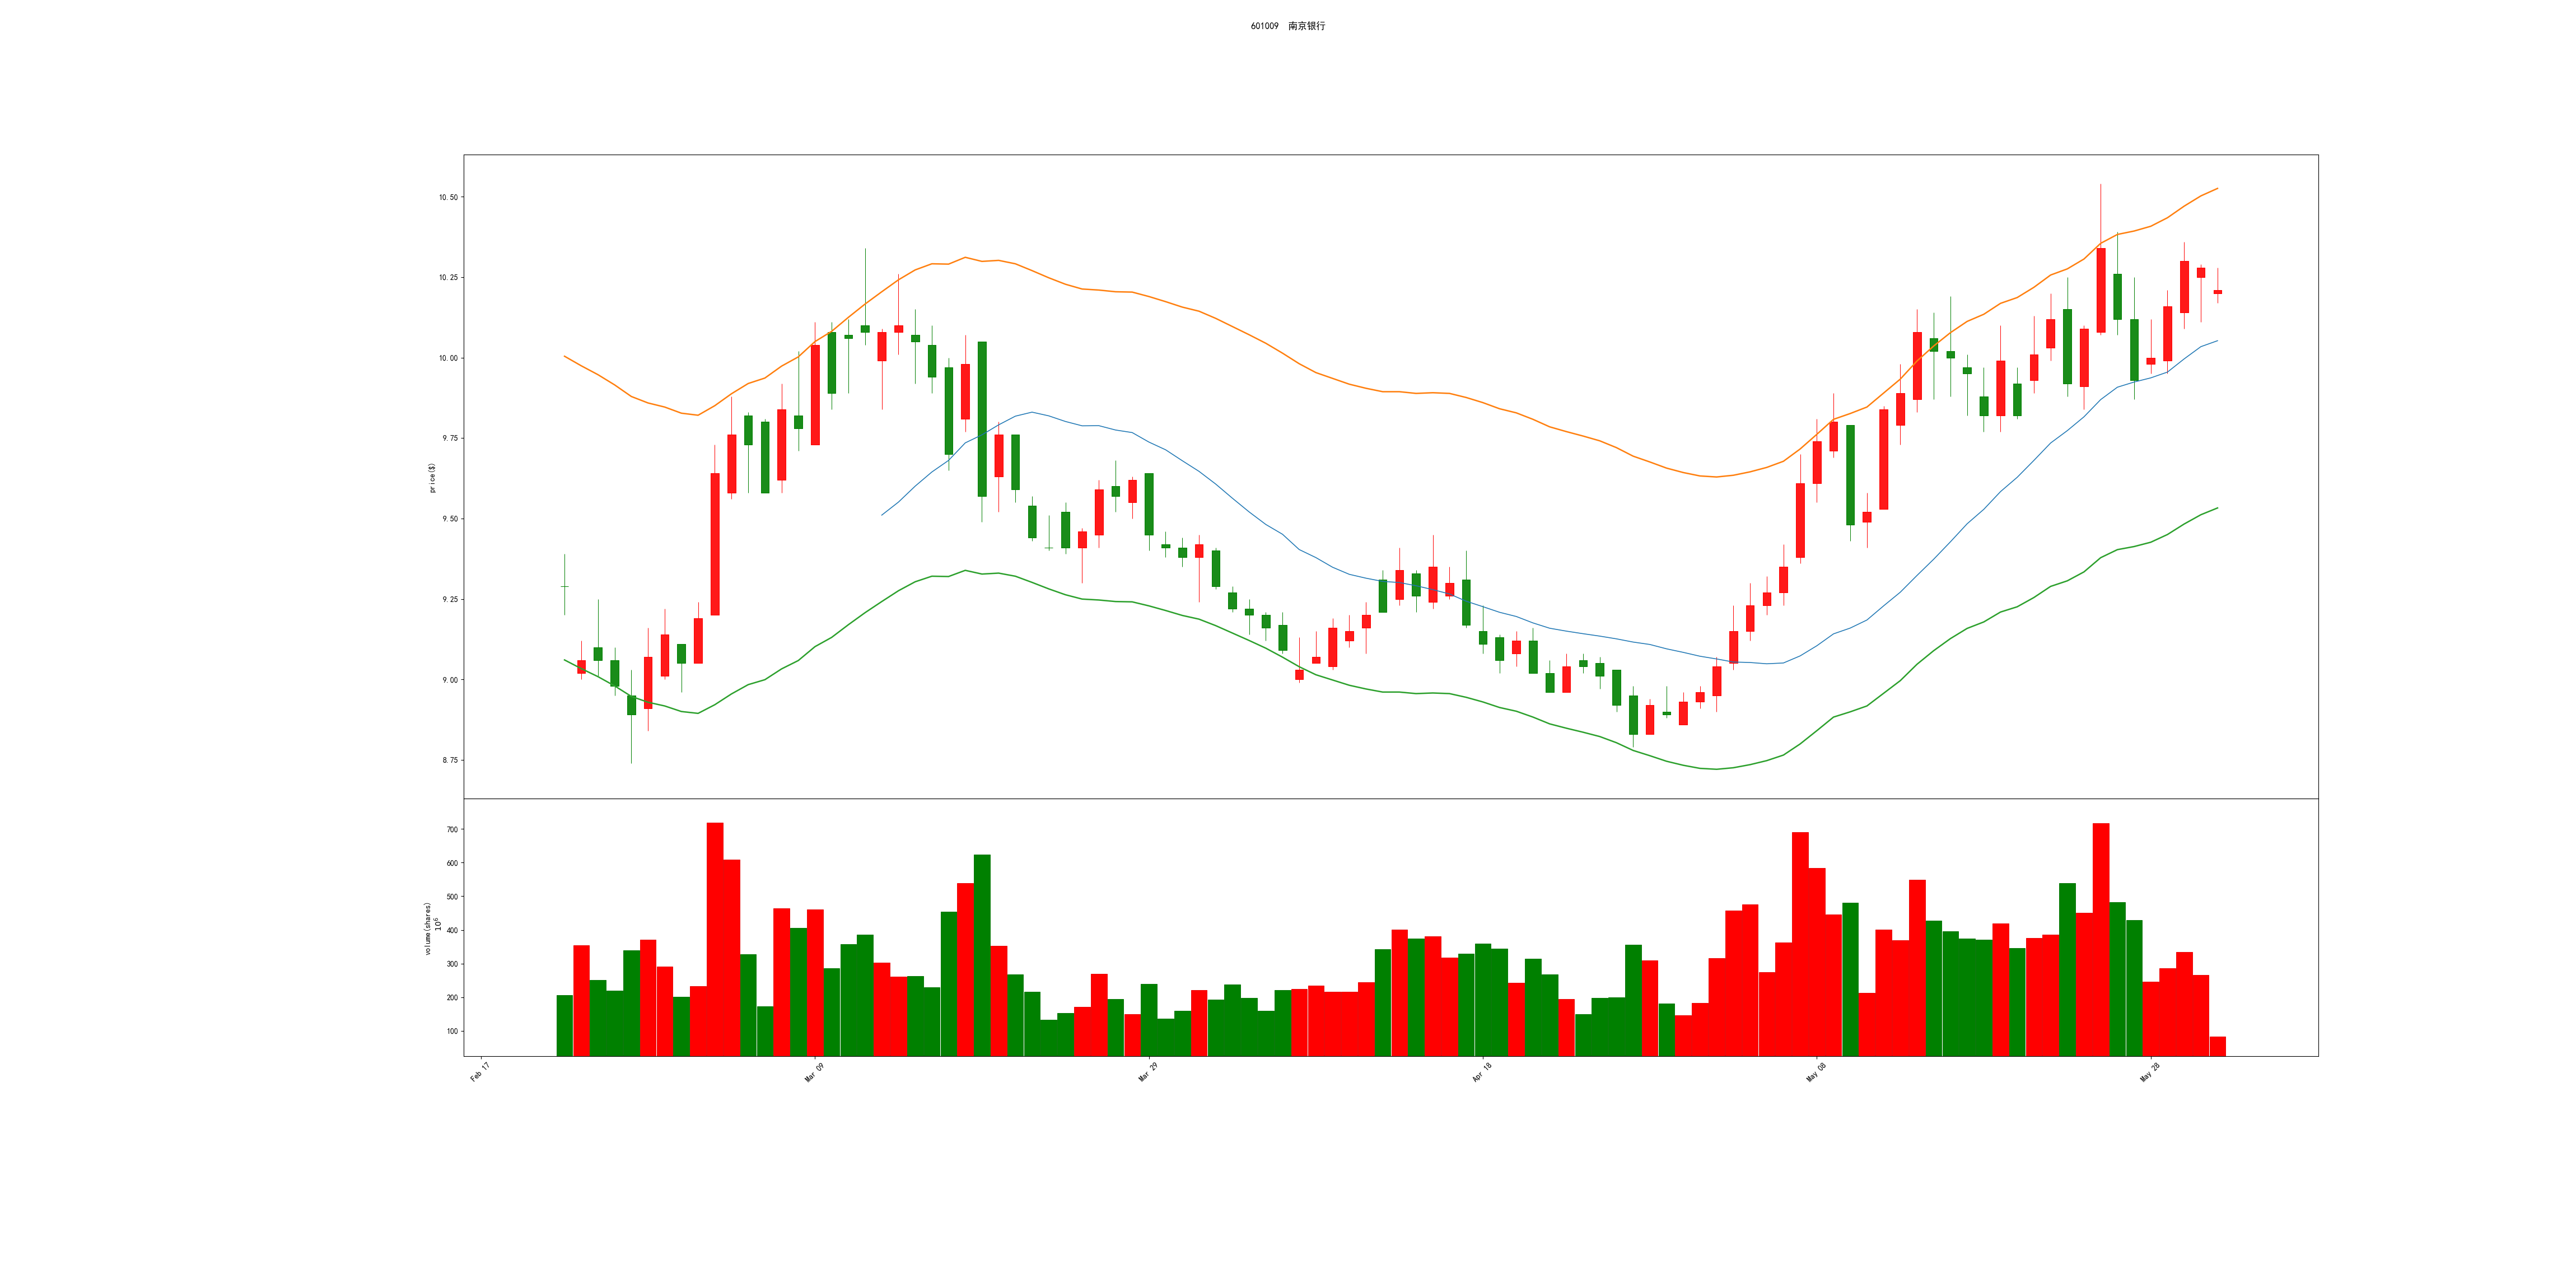 601009 南京银行
10.50
10.25
10.00
9.75
9.50
9.25
9.00
8.75
price($)
700
600
500
400
300
200
100
volume(shares)
10^6
Feb 17
Mar 09
Mar 29
Apr 18
May 08
May 28